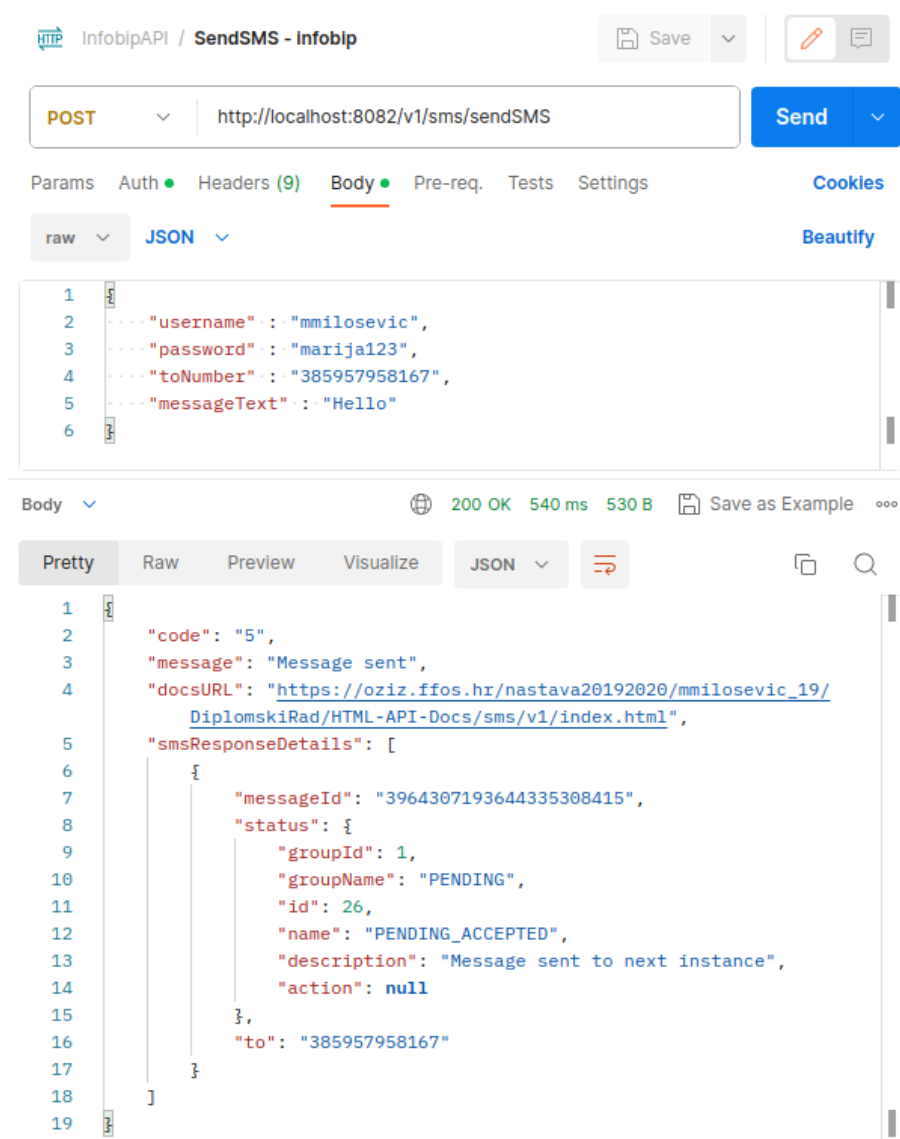 HTTP InfobipAPI / SendSMS - infobip Save
POST http://localhost:8082/v1/sms/sendSMS Send
Params Auth Headers (9) Body Pre-req. Tests Settings Cookies
raw JSON Beautify
1 {
2 "username" : "mmilosevic",
3 "password" : "marija123",
4 "toNumber" : "385957958167",
5 "messageText" : "Hello"
6 }
Body 200 OK 540 ms 530 B Save as Example
Pretty Raw Preview Visualize JSON
1 {
2 "code": "5",
3 "message": "Message sent",
4 "docsURL": "https://oziz.ffos.hr/nastava20192020/mmilosevic_19/
DiplomskiRad/HTML-API-Docs/sms/v1/index.html",
5 "smsResponseDetails": [
6 {
7 "messageId": "3964307193644335308415",
8 "status": {
9 "groupId": 1,
10 "groupName": "PENDING",
11 "id": 26,
12 "name": "PENDING_ACCEPTED",
13 "description": "Message sent to next instance",
14 "action": null
15 },
16 "to": "385957958167"
17 }
18 ]
19 }